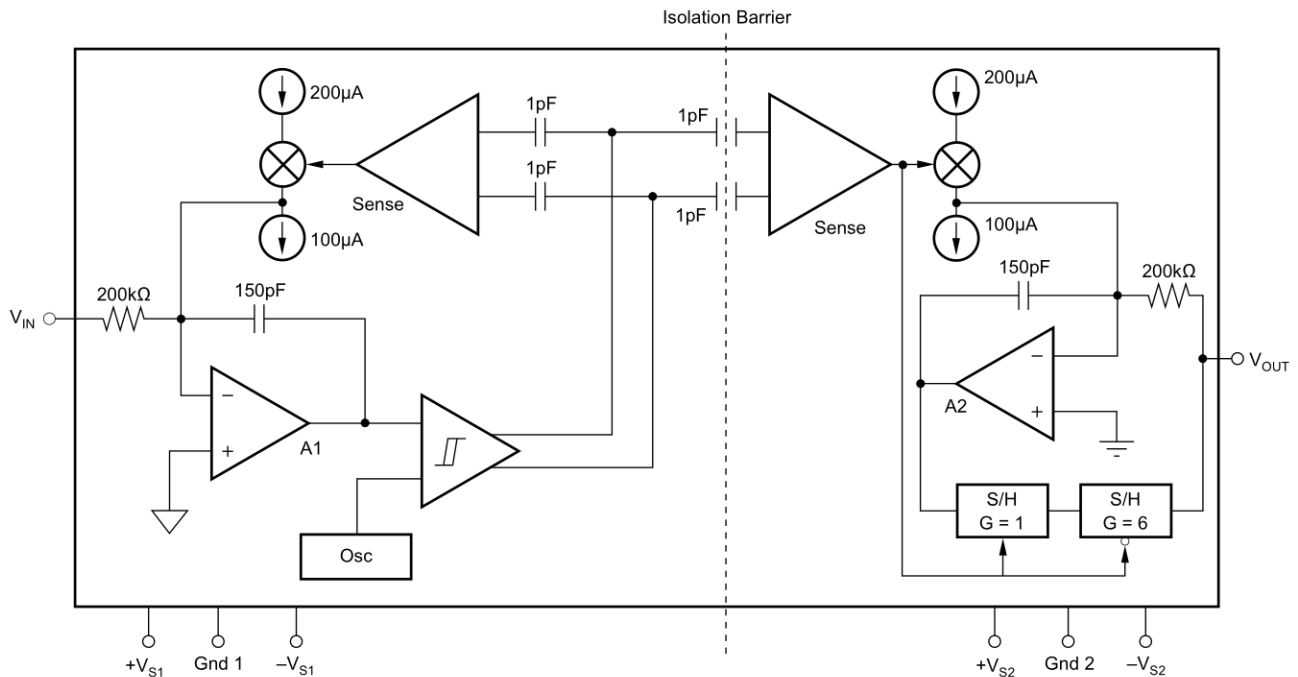 Isolation Barrier
200µA
1pF
1pF
200µA
1pF
Sense
1pF
Sense
100µA
100µA
150pF
200kΩ
200kΩ
150pF
V_IN
V_OUT
−
+
A1
−
+
A2
S/H
G = 1
S/H
G = 6
Osc
+V_S1
Gnd 1
–V_S1
+V_S2
Gnd 2
–V_S2